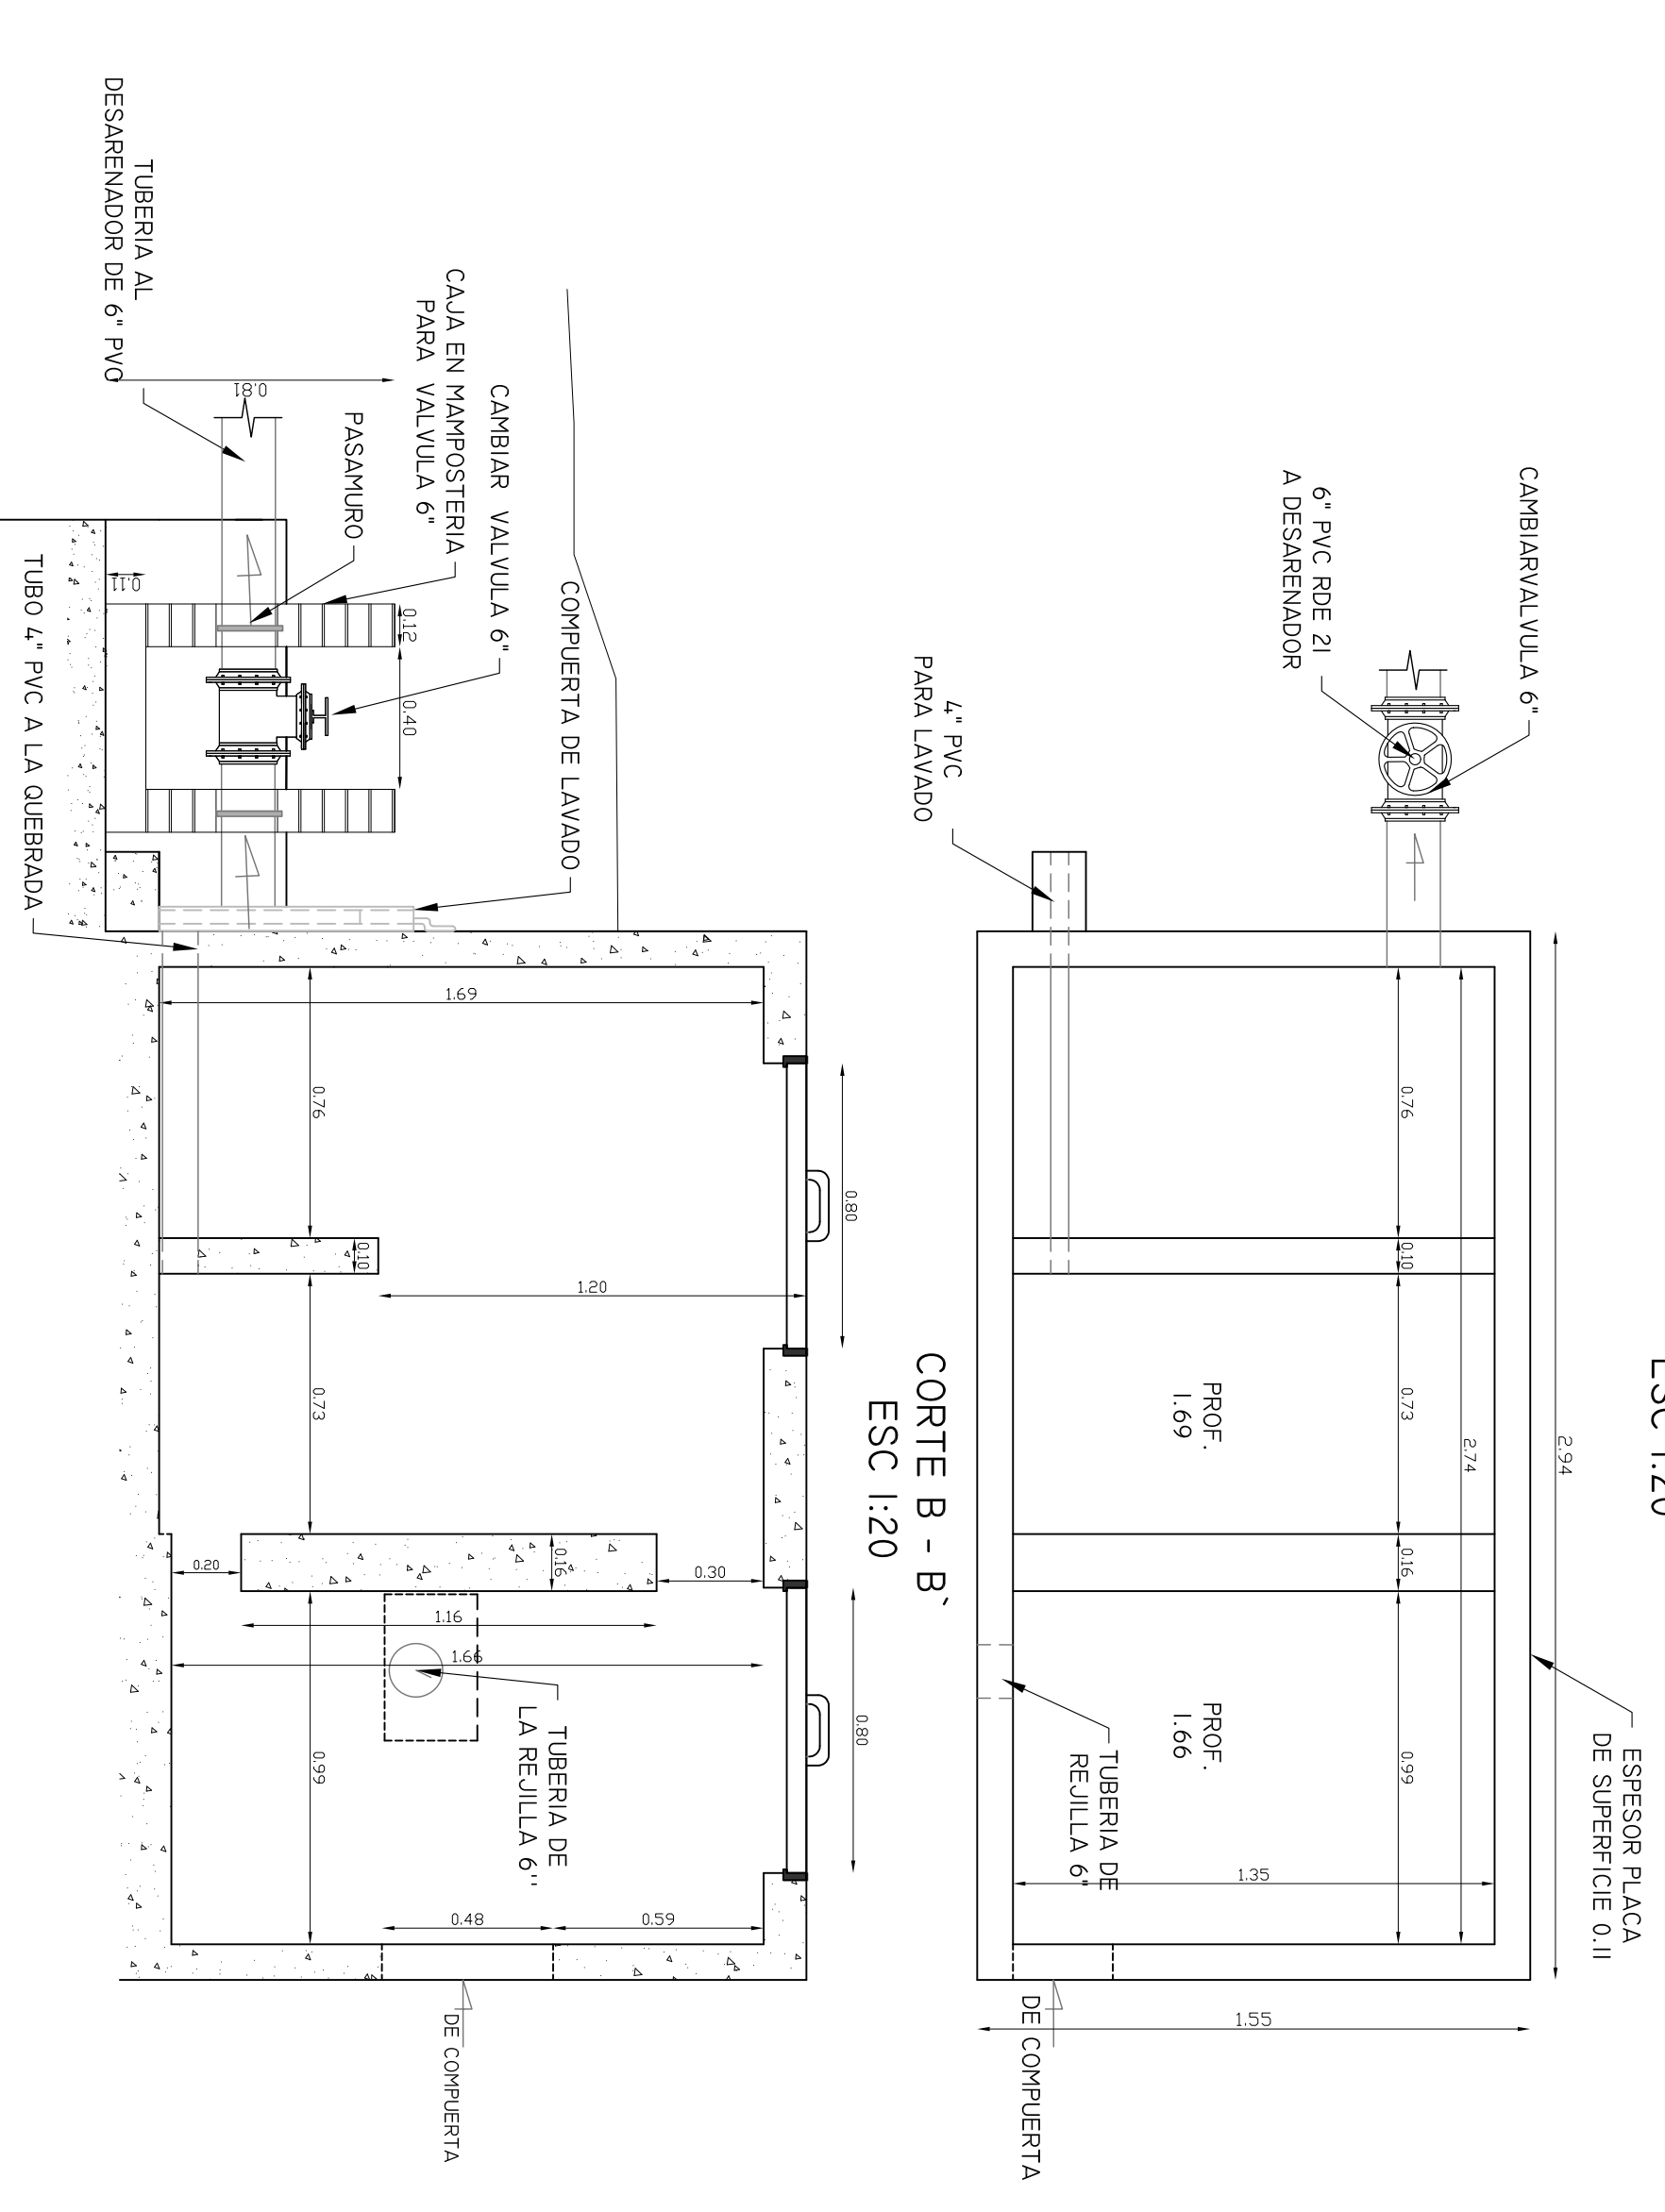 ESC 1:20
2.94
ESPESOR PLACA
DE SUPERFICIE 0.11
CAMBIARVALVULA 6"
6" PVC RDE 21
A DESARENADOR
4" PVC
PARA LAVADO
0.76
0.10
0.73
2.74
0.16
0.99
PROF.
1.69
PROF.
1.66
1.35
1.55
TUBERIA DE
REJILLA 6"
DE COMPUERTA
CORTE B - B`
ESC 1:20
0.80
0.80
COMPUERTA DE LAVADO
CAMBIAR VALVULA 6"
CAJA EN MAMPOSTERIA
PARA VALVULA 6"
PASAMURO
TUBERIA AL
DESARENADOR DE 6" PVC
0.81
0.11
0.12
0.40
TUBO 4" PVC A LA QUEBRADA
1.69
0.76
0.10
1.20
0.73
0.20
0.16
0.30
1.16
1.66
TUBERIA DE
LA REJILLA 6''
0.99
0.48
0.59
DE COMPUERTA